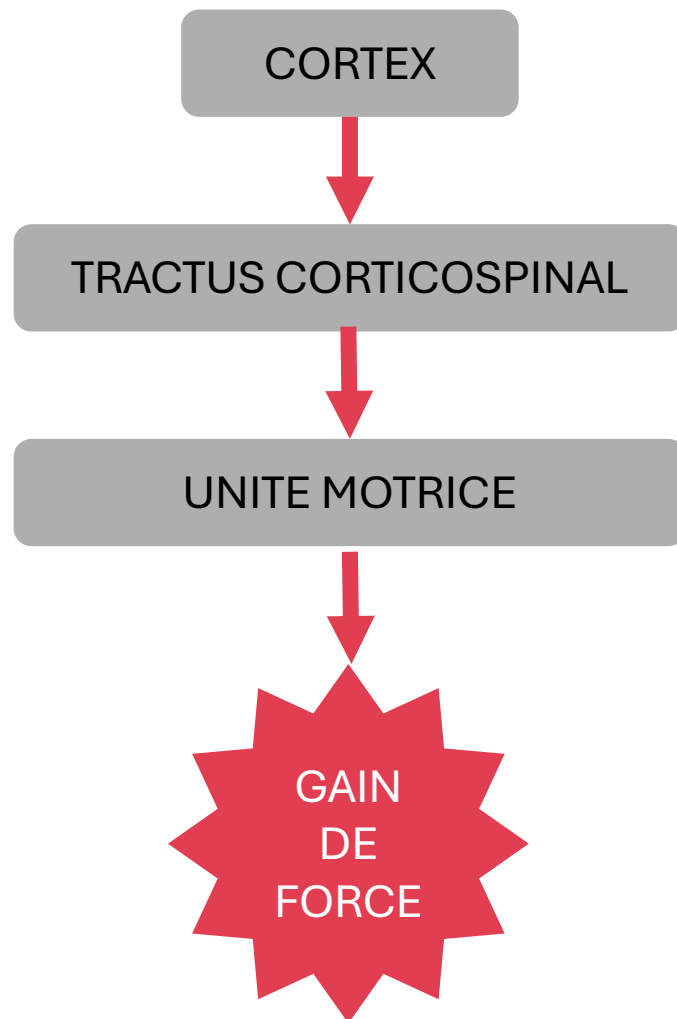 CORTEX
TRACTUS CORTICOSPINAL
UNITE MOTRICE
GAIN
DE
FORCE